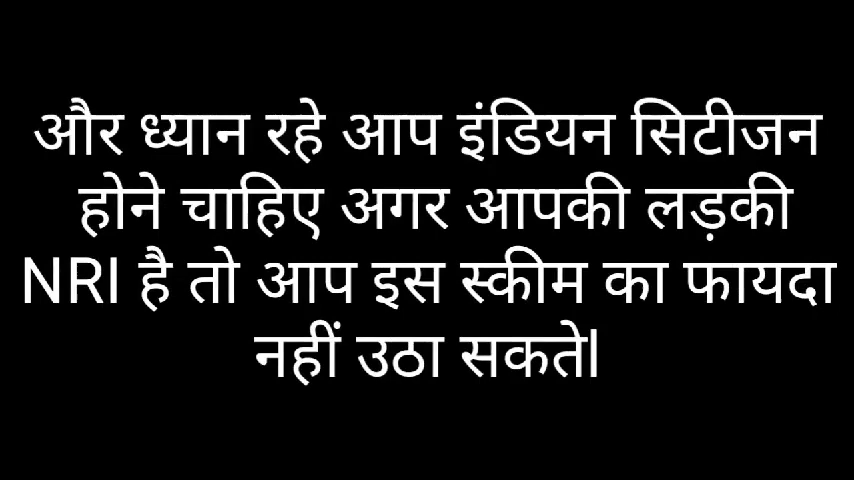 और ध्यान रहे आप इंडियन सिटीजन
होने चाहिए अगर आपकी लड़की
NRI है तो आप इस स्कीम का फायदा
नहीं उठा सकतेl